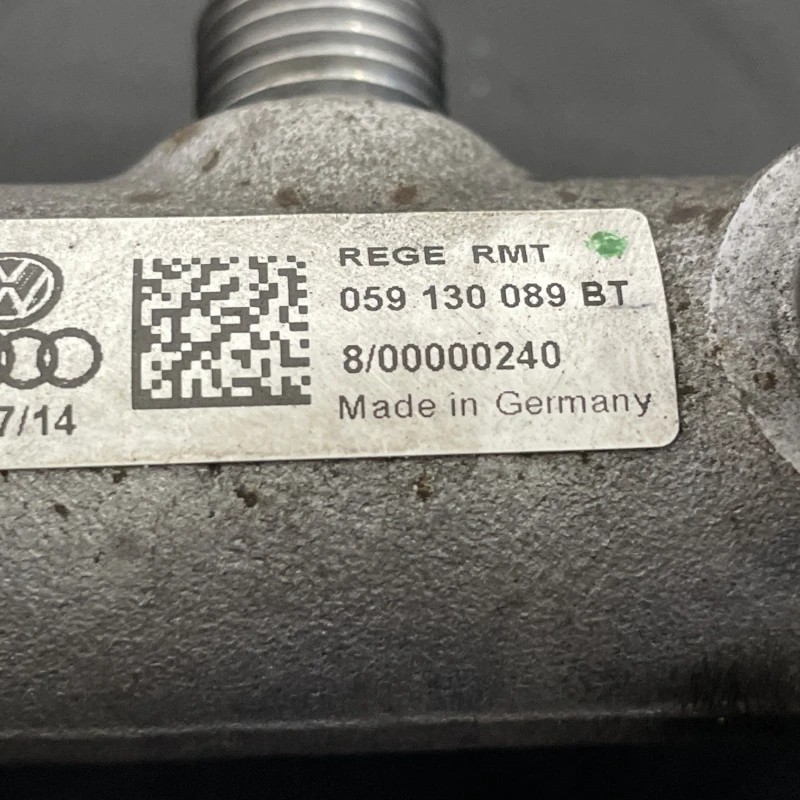 REGE RMT
059 130 089 BT
8/00000240
Made in Germany
7/14